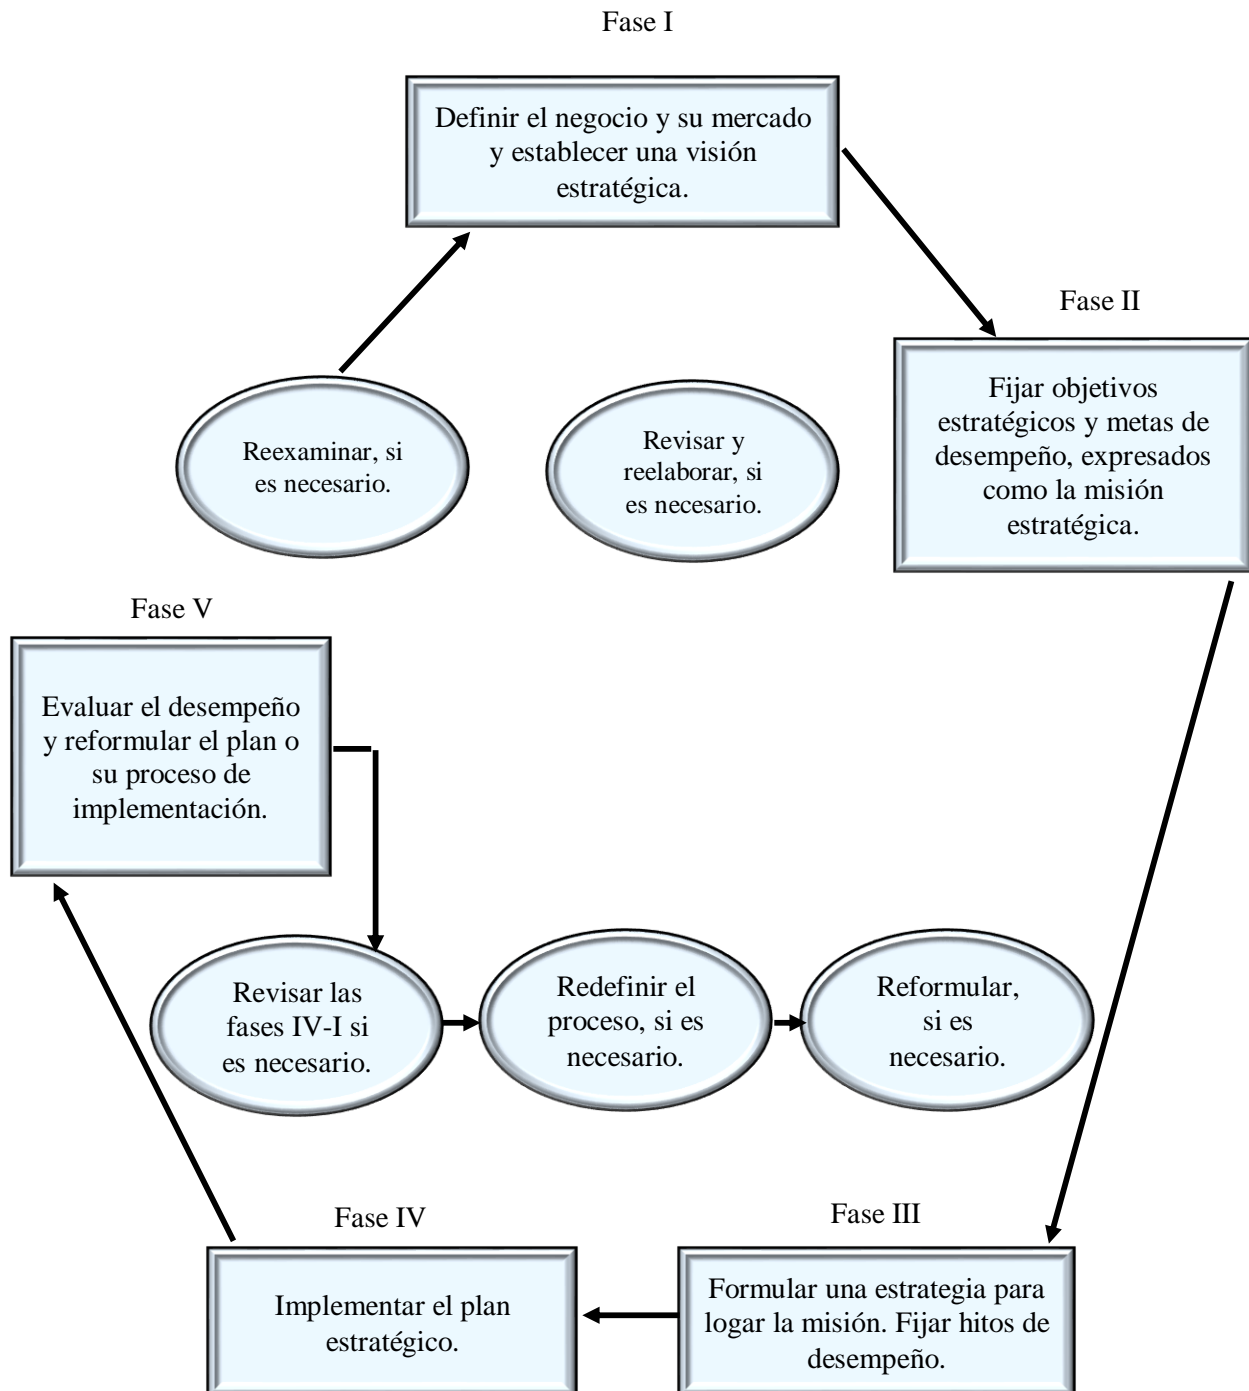 Fase I
Definir el negocio y su mercado
y establecer una visión
estratégica.
Fase II
Fijar objetivos
estratégicos y metas de
desempeño, expresados
como la misión
estratégica.
Reexaminar, si
es necesario.
Revisar y
reelaborar, si
es necesario.
Fase V
Evaluar el desempeño
y reformular el plan o
su proceso de
implementación.
Revisar las
fases IV-I si
es necesario.
Redefinir el
proceso, si es
necesario.
Reformular,
si es
necesario.
Fase IV
Implementar el plan
estratégico.
Fase III
Formular una estrategia para
logar la misión. Fijar hitos de
desempeño.